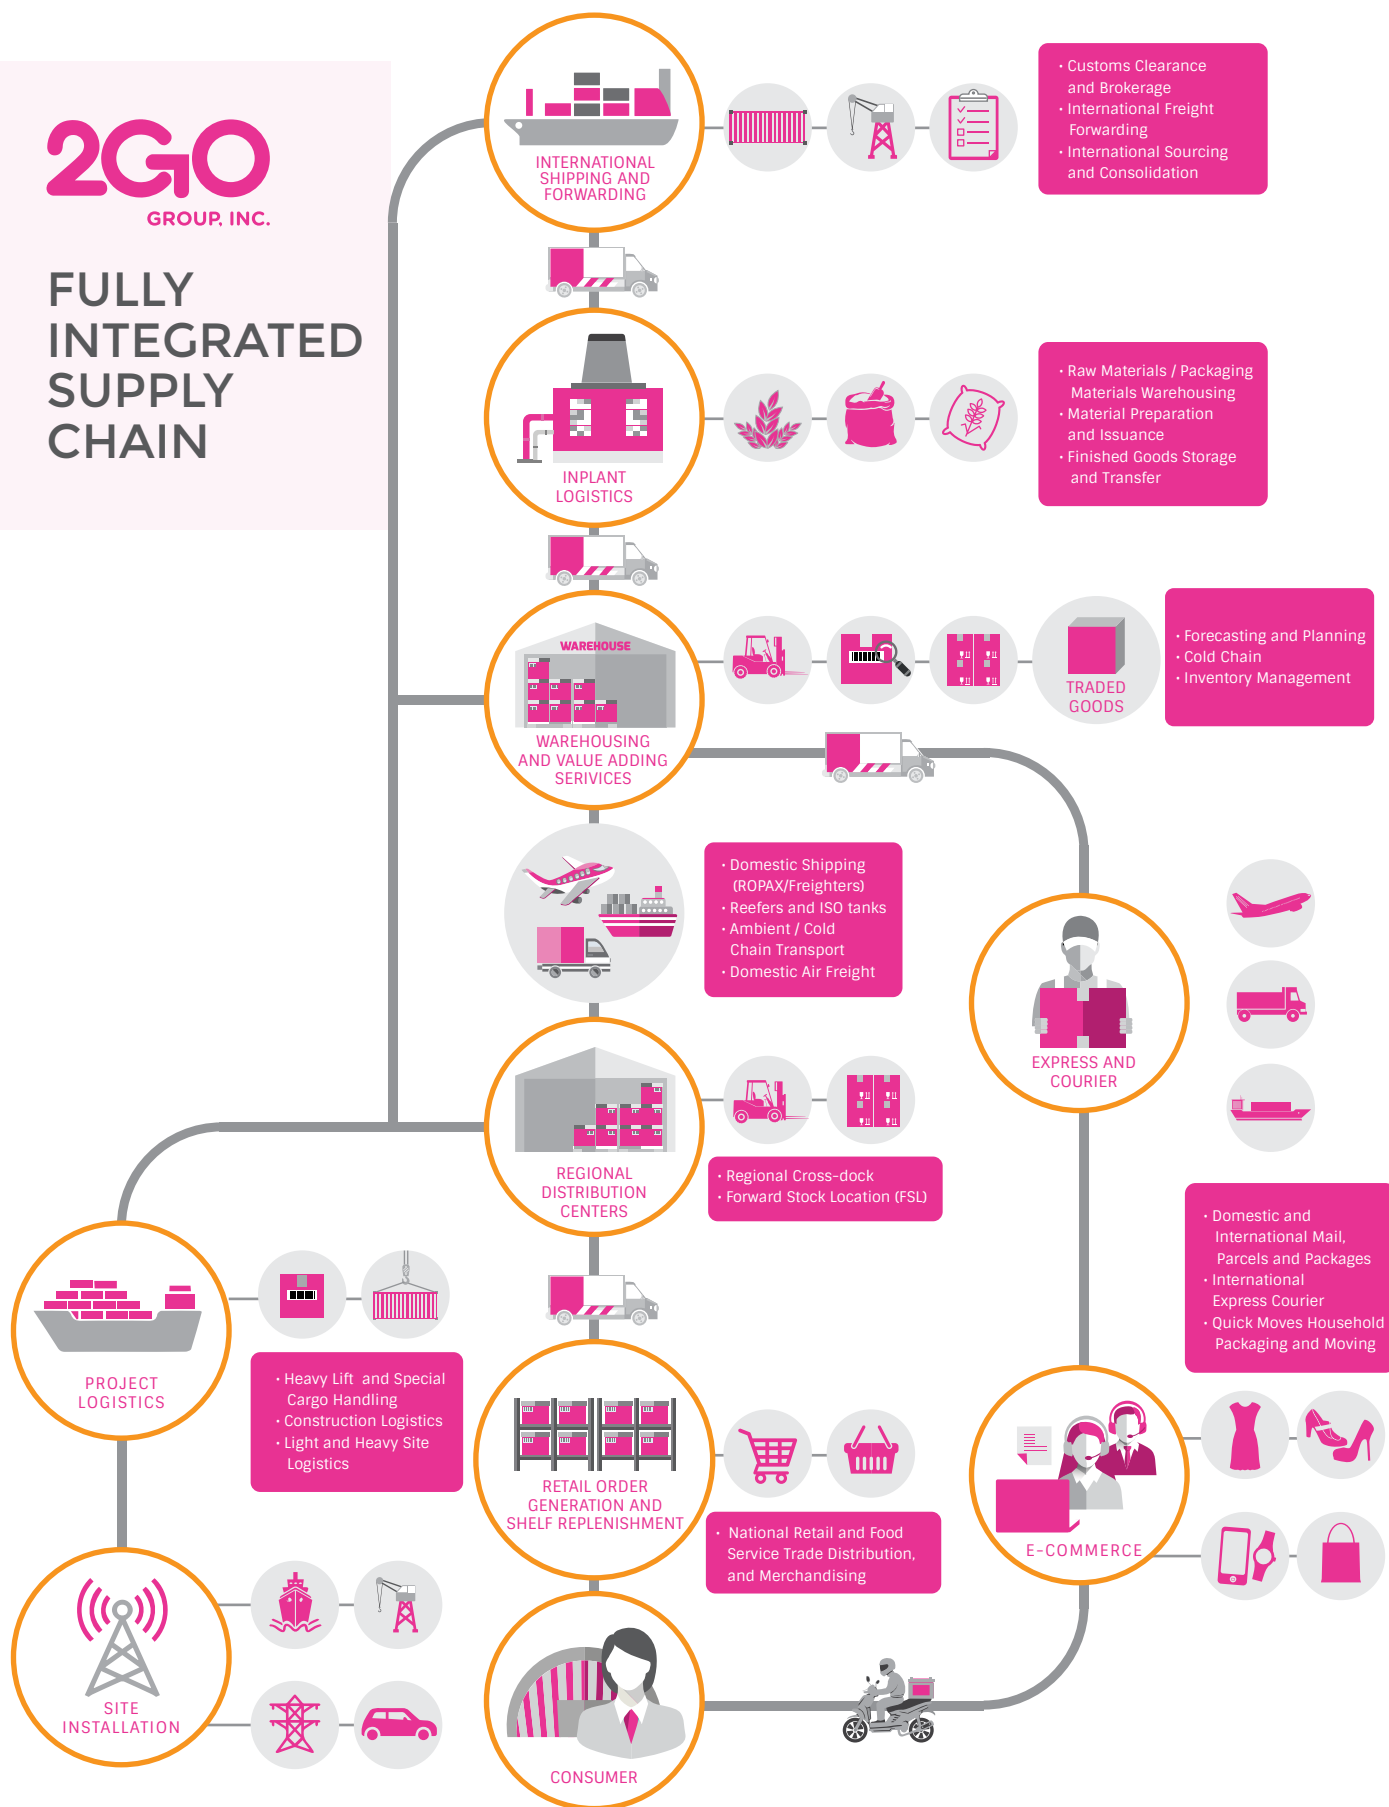 2GO
GROUP, INC.
FULLY
INTEGRATED
SUPPLY
CHAIN
INTERNATIONAL
SHIPPING AND
FORWARDING
• Customs Clearance
and Brokerage
• International Freight
Forwarding
• International Sourcing
and Consolidation
INPLANT
LOGISTICS
• Raw Materials / Packaging
Materials Warehousing
• Material Preparation
and Issuance
• Finished Goods Storage
and Transfer
WAREHOUSE
WAREHOUSING
AND VALUE ADDING
SERIVICES
TRADED
GOODS
• Forecasting and Planning
• Cold Chain
• Inventory Management
• Domestic Shipping
(ROPAX/Freighters)
• Reefers and ISO tanks
• Ambient / Cold
Chain Transport
• Domestic Air Freight
EXPRESS AND
COURIER
REGIONAL
DISTRIBUTION
CENTERS
• Regional Cross-dock
• Forward Stock Location (FSL)
• Domestic and
International Mail,
Parcels and Packages
• International
Express Courier
• Quick Moves Household
Packaging and Moving
PROJECT
LOGISTICS
• Heavy Lift and Special
Cargo Handling
• Construction Logistics
• Light and Heavy Site
Logistics
RETAIL ORDER
GENERATION AND
SHELF REPLENISHMENT
• National Retail and Food
Service Trade Distribution,
and Merchandising
E-COMMERCE
SITE
INSTALLATION
CONSUMER